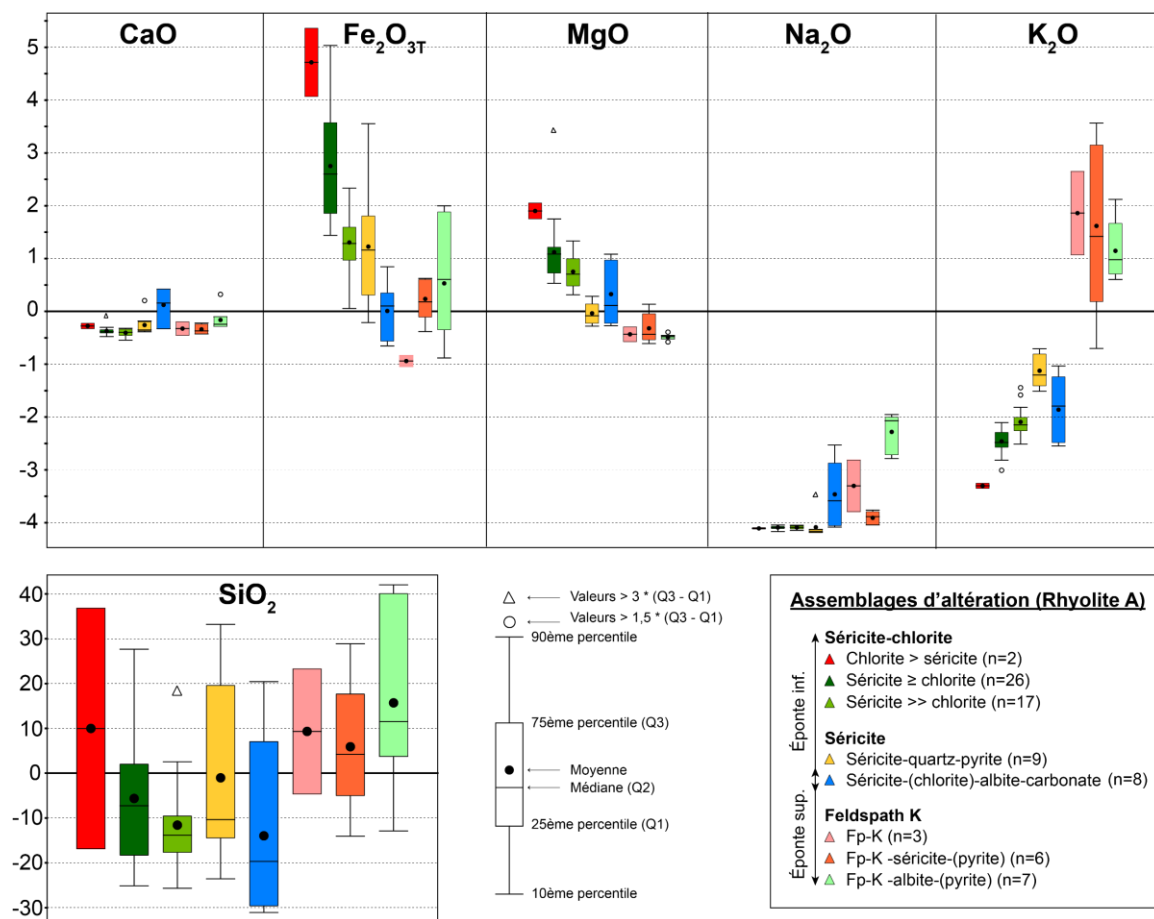 CaO Fe2O3T MgO Na2O K2O
5
4
3
2
1
0
-1
-2
-3
-4
SiO2
40
30
20
10
0
-10
-20
-30
Valeurs > 3 * (Q3 - Q1)
Valeurs > 1,5 * (Q3 - Q1)
90ème percentile
75ème percentile (Q3)
Moyenne
Médiane (Q2)
25ème percentile (Q1)
10ème percentile
Assemblages d'altération (Rhyolite A)
Éponte inf.
Séricite-chlorite
Chlorite > séricite (n=2)
Séricite ≥ chlorite (n=26)
Séricite >> chlorite (n=17)
Séricite
Séricite-quartz-pyrite (n=9)
Séricite-(chlorite)-albite-carbonate (n=8)
Éponte sup.
Feldspath K
Fp-K (n=3)
Fp-K -séricite-(pyrite) (n=6)
Fp-K -albite-(pyrite) (n=7)